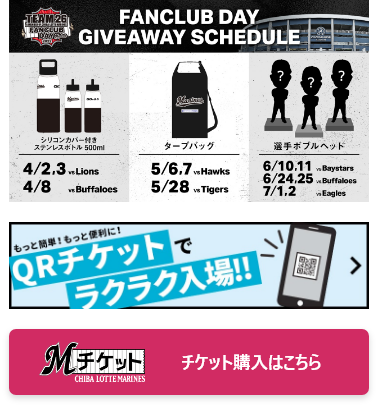 TEAM26
FANCLUB
FANCLUB DAY
GIVEAWAY SCHEDULE
シリコンカバー付き
ステンレスボトル 500ml
4/2,3 vs Lions
4/8 vs Buffaloes
Marines
タープバッグ
5/6,7 vs Hawks
5/28 vs Tigers
? ? ?
選手ボブルヘッド
6/10,11 vs Baystars
6/24,25 vs Buffaloes
7/1,2 vs Eagles
もっと簡単!もっと便利に!
QRチケットで
ラクラク入場!!
Mチケット
CHIBA LOTTE MARINES
チケット購入はこちら